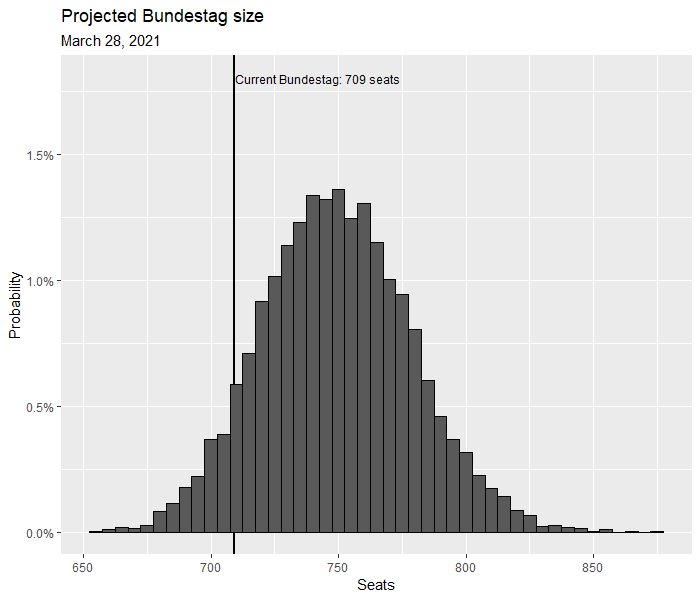 Projected Bundestag size
March 28, 2021
Current Bundestag: 709 seats
1.5%
1.0%
0.5%
0.0%
Probability
650
700
750
800
850
Seats